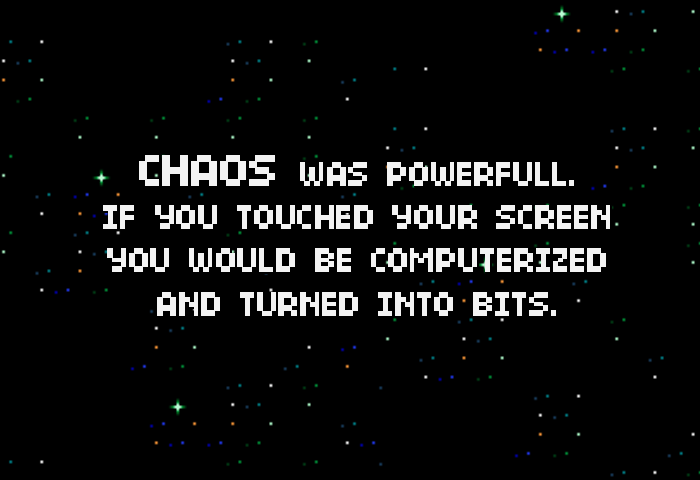 CHAOS WAS POWERFULL.
IF YOU TOUCHED YOUR SCREEN
YOU WOULD BE COMPUTERIZED
AND TURNED INTO BITS.